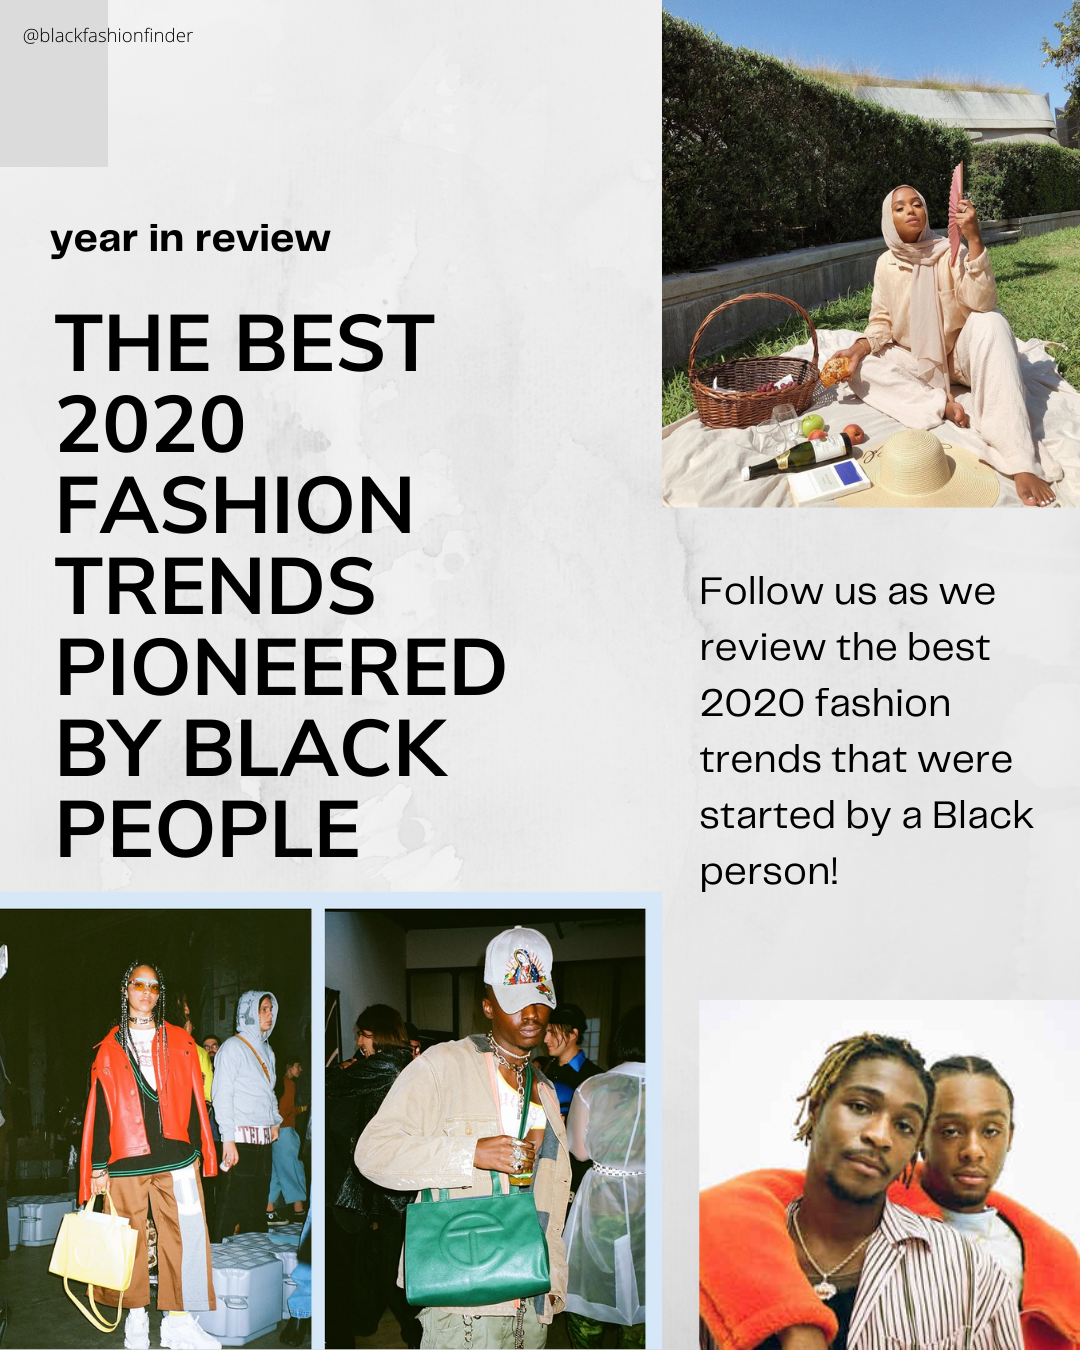 @blackfashionfinder
year in review
THE BEST
2020
FASHION
TRENDS
PIONEERED
BY BLACK
PEOPLE
Follow us as we
review the best
2020 fashion
trends that were
started by a Black
person!